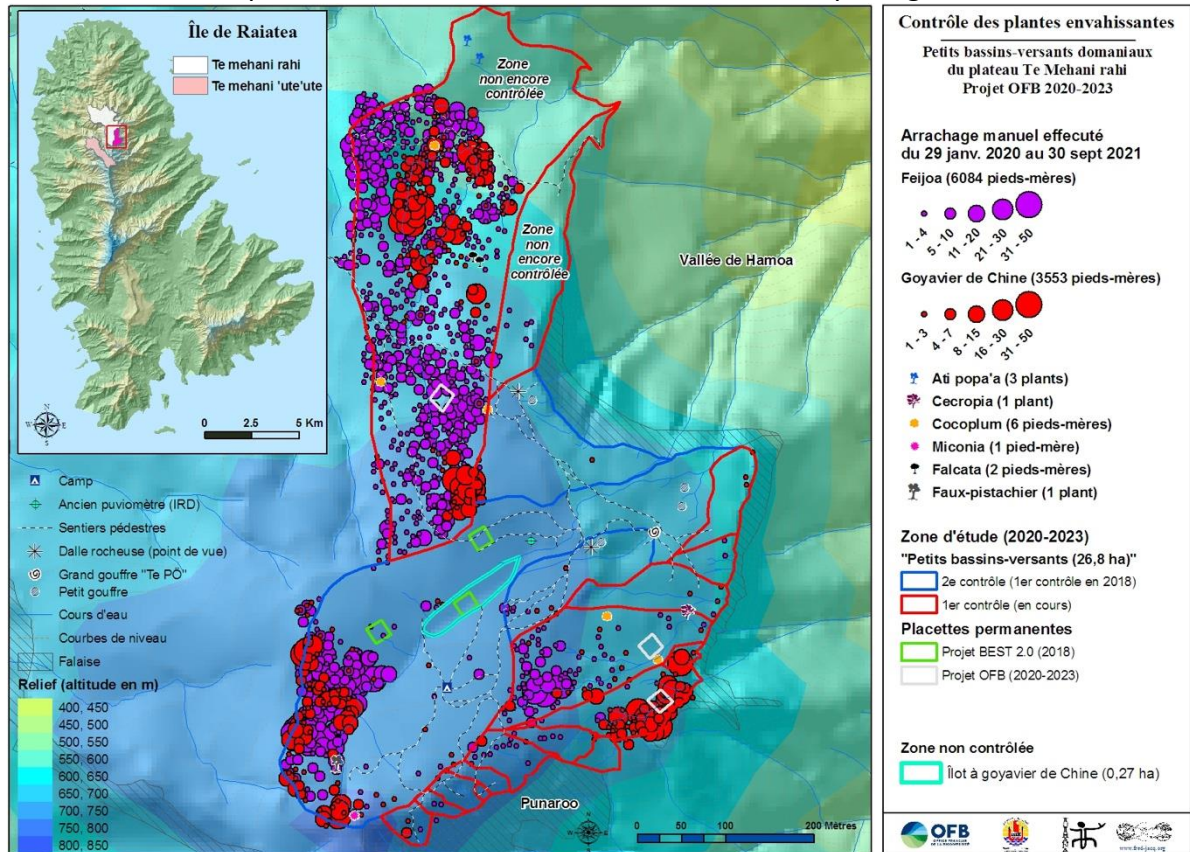 Île de Raiatea
Te mehani rahi
Te mehani 'ute'ute
N
W
E
S
0 2.5 5 Km
Zone
non encore
contrôlée
Zone
non
encore
contrôlée
Vallée de Hamoa
Camp
Ancien puviomètre (IRD)
Sentiers pédestres
Dalle rocheuse (point de vue)
Grand gouffre "Te PÔ"
Petit gouffre
Cours d'eau
Courbes de niveau
Falaise
Relief (altitude en m)
400, 450
450, 500
500, 550
550, 600
600, 650
650, 700
700, 750
750, 800
800, 850
Punaroo
0 50 100 200 Mètres
Contrôle des plantes envahissantes
Petits bassins-versants domaniaux
du plateau Te Mehani rahi
Projet OFB 2020-2023
Arrachage manuel effecuté
du 29 janv. 2020 au 30 sept 2021
Feijoa (6084 pieds-mères)
1 - 4
5 - 10
11 - 20
21 - 30
31 - 50
Goyavier de Chine (3553 pieds-mères)
1 - 3
4 - 7
8 - 15
16 - 30
31 - 50
Ati popa'a (3 plants)
Cecropia (1 plant)
Cocoplum (6 pieds-mères)
Miconia (1 pied-mère)
Falcata (2 pieds-mères)
Faux-pistachier (1 plant)
Zone d'étude (2020-2023)
"Petits bassins-versants (26,8 ha)"
2e contrôle (1er contrôle en 2018)
1er contrôle (en cours)
Placettes permanentes
Projet BEST 2.0 (2018)
Projet OFB (2020-2023)
Zone non contrôlée
Îlot à goyavier de Chine (0,27 ha)
OFB